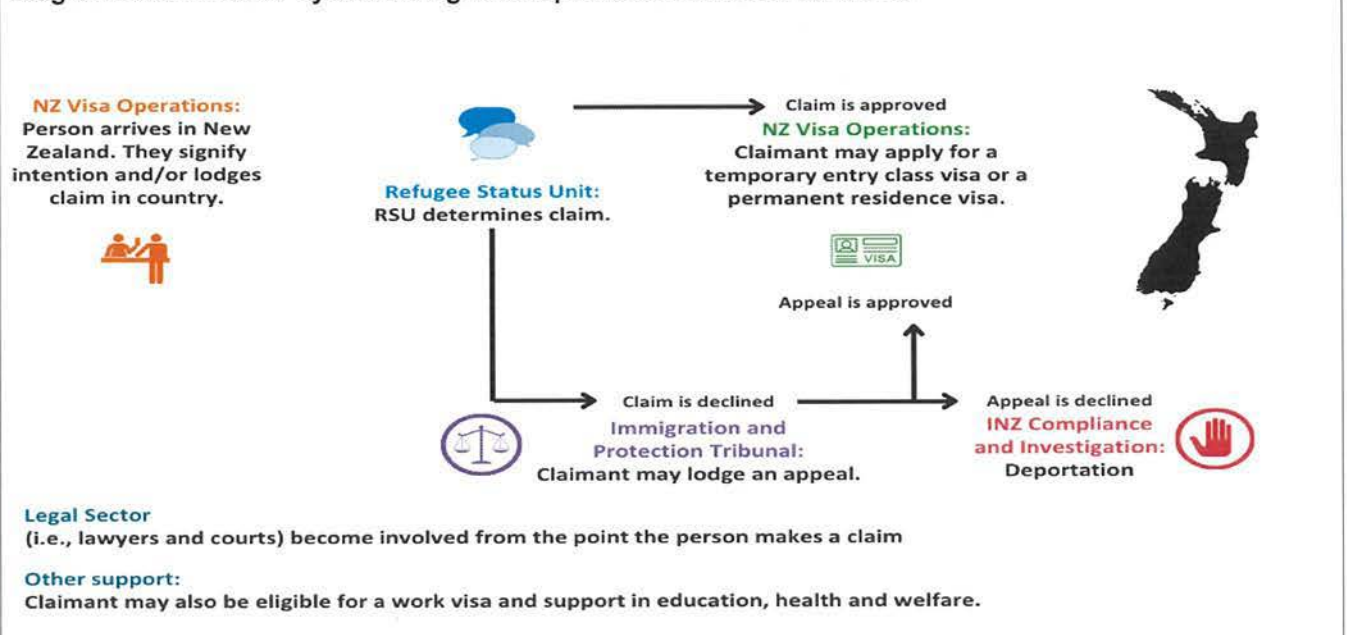 NZ Visa Operations:
Person arrives in New
Zealand. They signify
intention and/or lodges
claim in country.
Refugee Status Unit:
RSU determines claim.
Claim is approved
NZ Visa Operations:
Claimant may apply for a
temporary entry class visa or a
permanent residence visa.
VISA
Appeal is approved
Claim is declined
Immigration and
Protection Tribunal:
Claimant may lodge an appeal.
Appeal is declined
INZ Compliance
and Investigation:
Deportation
Legal Sector
(i.e., lawyers and courts) become involved from the point the person makes a claim
Other support:
Claimant may also be eligible for a work visa and support in education, health and welfare.